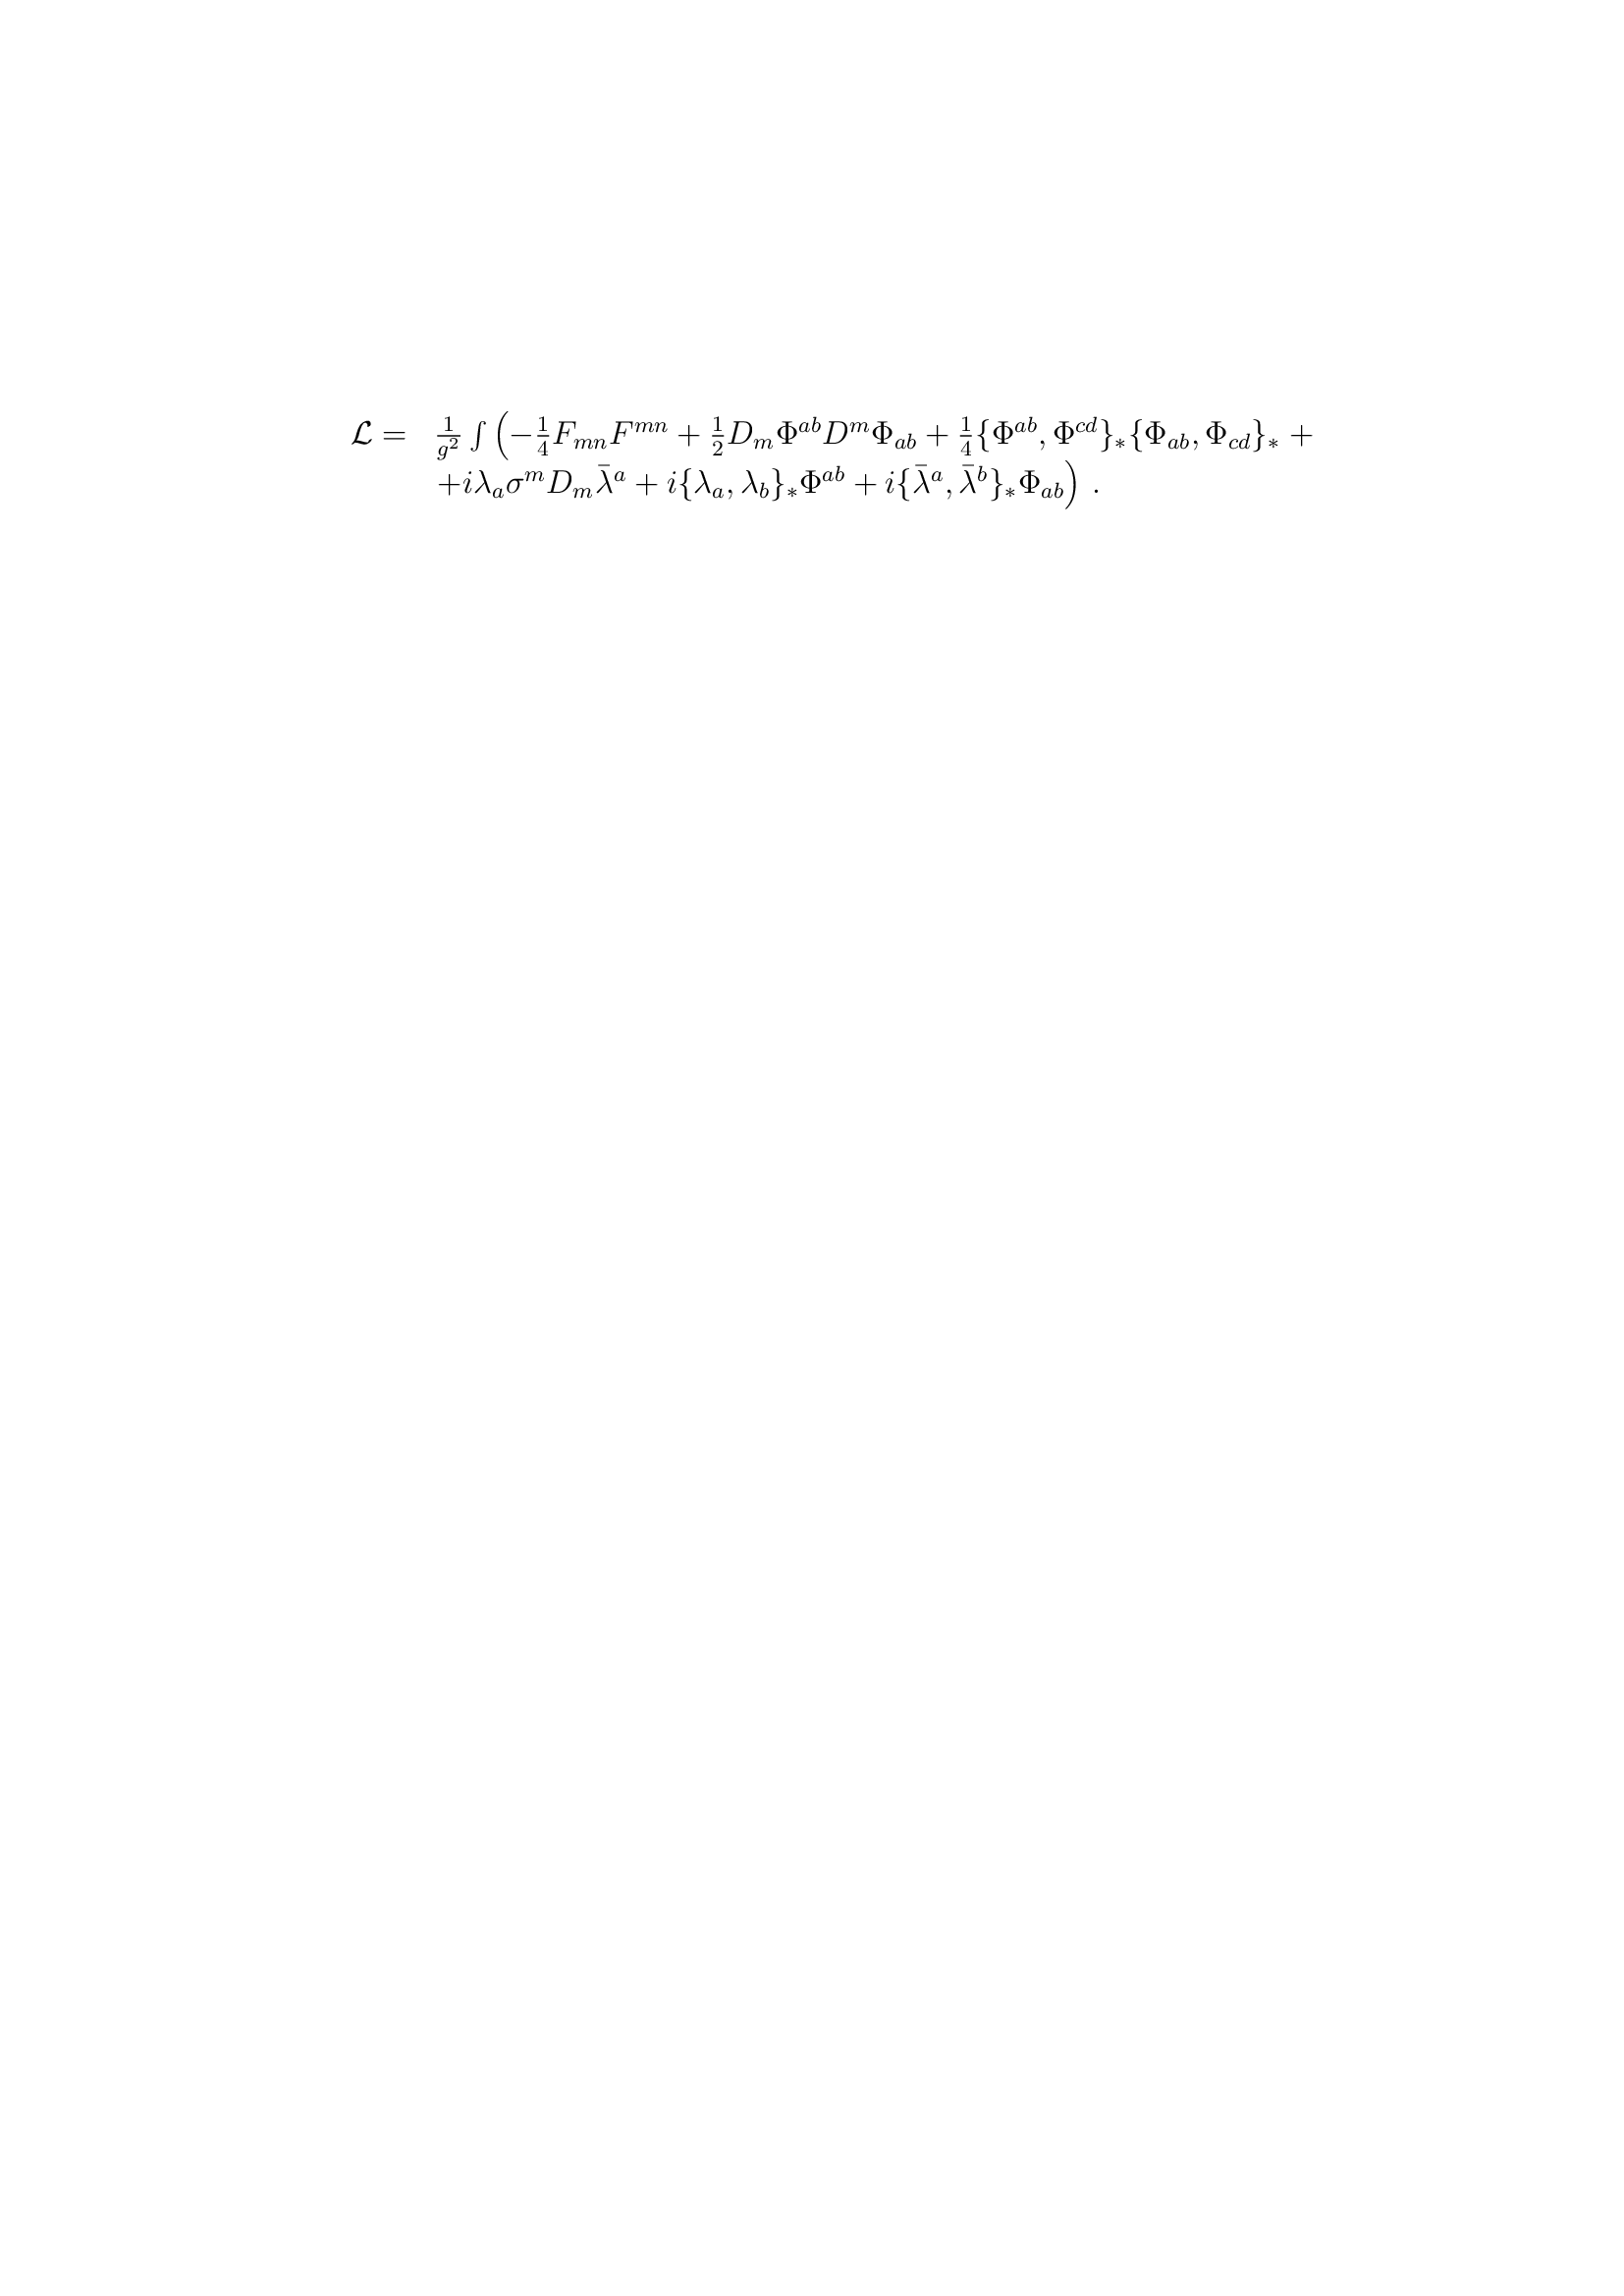 $\mathcal{L} = \frac{1}{g^2} \int \Big( -\frac{1}{4} F_{mn} F^{mn} + \frac{1}{2} D_m \Phi^{ab} D^m \Phi_{ab} + \frac{1}{4} \{\Phi^{ab}, \Phi^{cd}\}_* \{\Phi_{ab}, \Phi_{cd}\}_* +$
$+ i \lambda_a \sigma^m D_m \bar{\lambda}^a + i \{\lambda_a, \lambda_b\}_* \Phi^{ab} + i \{\bar{\lambda}^a, \bar{\lambda}^b\}_* \Phi_{ab} \Big) \, .$